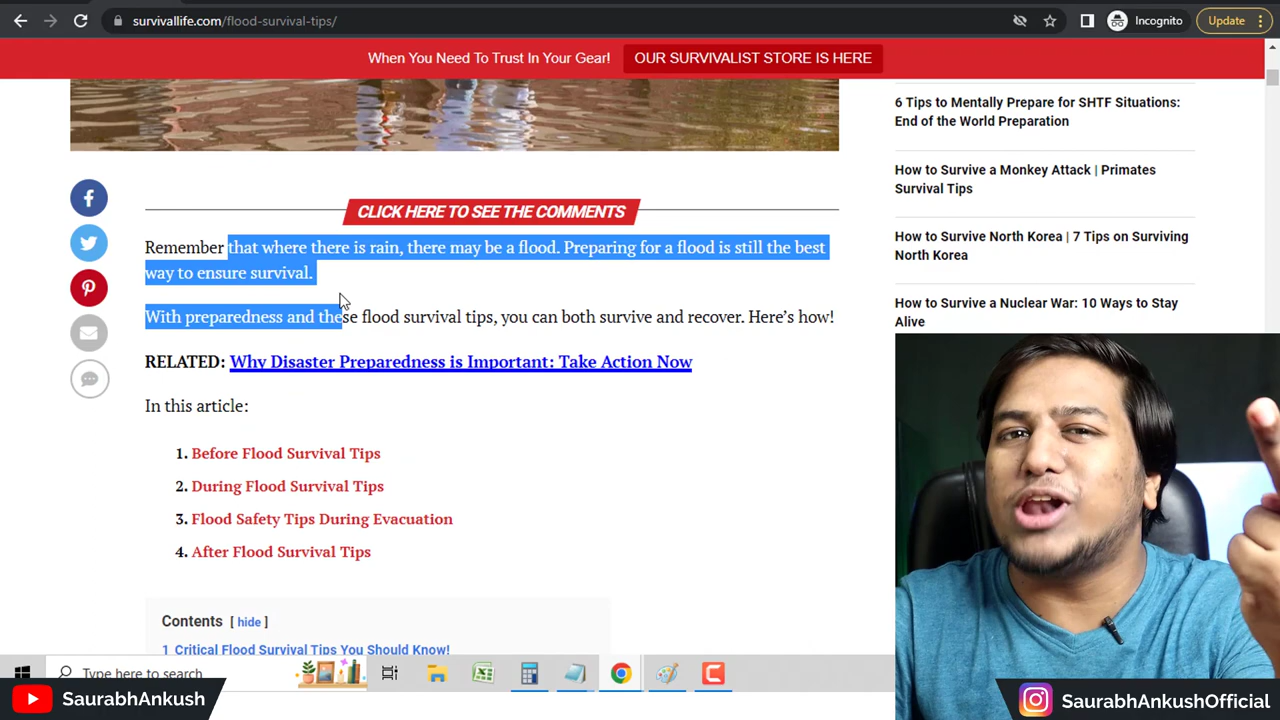 survivallife.com/flood-survival-tips/
Incognito
Update
When You Need To Trust In Your Gear!
OUR SURVIVALIST STORE IS HERE
6 Tips to Mentally Prepare for SHTF Situations:
End of the World Preparation
How to Survive a Monkey Attack | Primates
Survival Tips
How to Survive North Korea | 7 Tips on Surviving
North Korea
How to Survive a Nuclear War: 10 Ways to Stay
Alive
CLICK HERE TO SEE THE COMMENTS
Remember that where there is rain, there may be a flood. Preparing for a flood is still the best
way to ensure survival.
With preparedness and these flood survival tips, you can both survive and recover. Here’s how!
RELATED: Why Disaster Preparedness is Important: Take Action Now
In this article:
1. Before Flood Survival Tips
2. During Flood Survival Tips
3. Flood Safety Tips During Evacuation
4. After Flood Survival Tips
Contents [ hide ]
1 Critical Flood Survival Tips You Should Know!
Type here to search
SaurabhAnkush
SaurabhAnkushOfficial